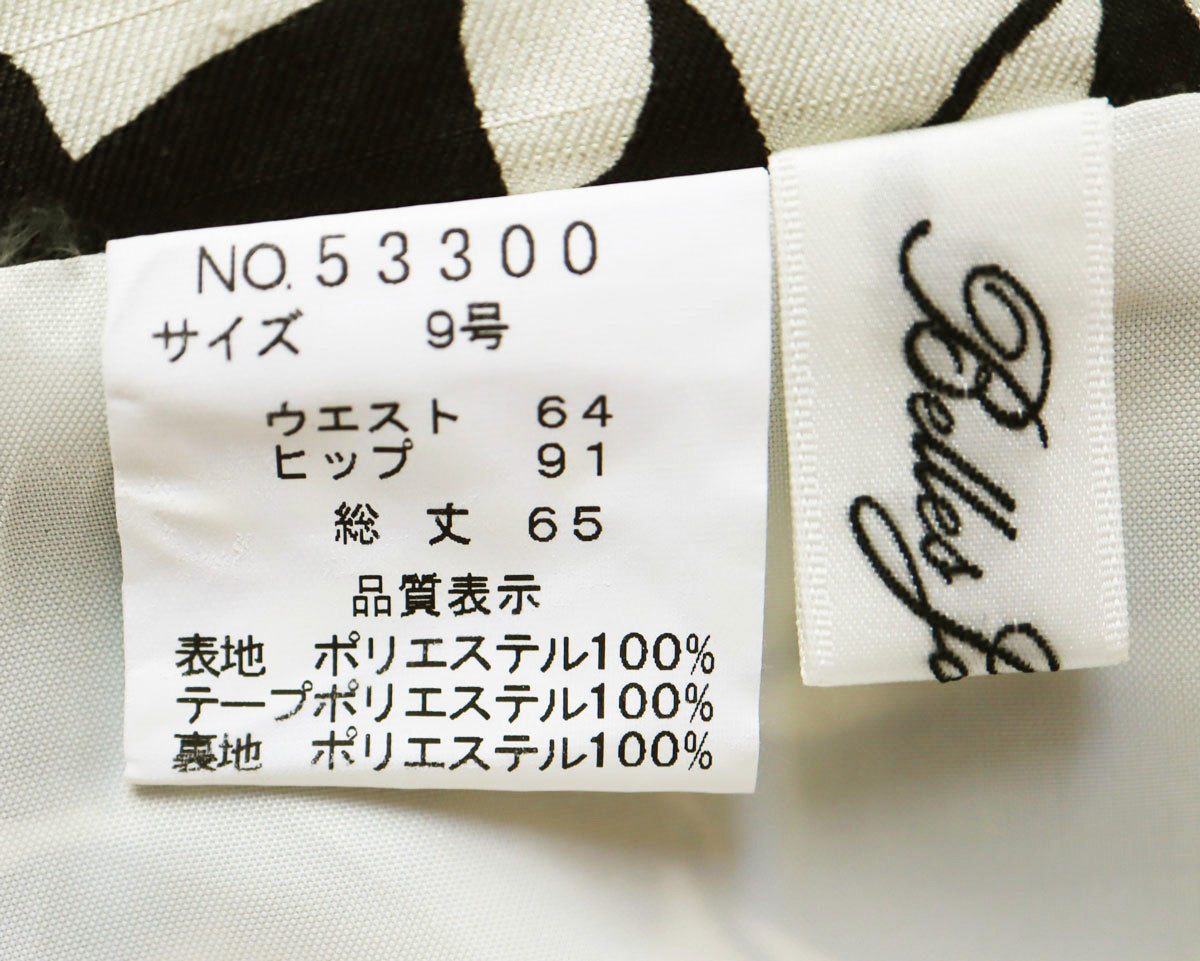 NO.53300
サイズ 9号
ウエスト 64
ヒップ 91
総 丈 65
品質表示
表地 ポリエステル100%
テープポリエステル100%
裏地 ポリエステル100%
Belles